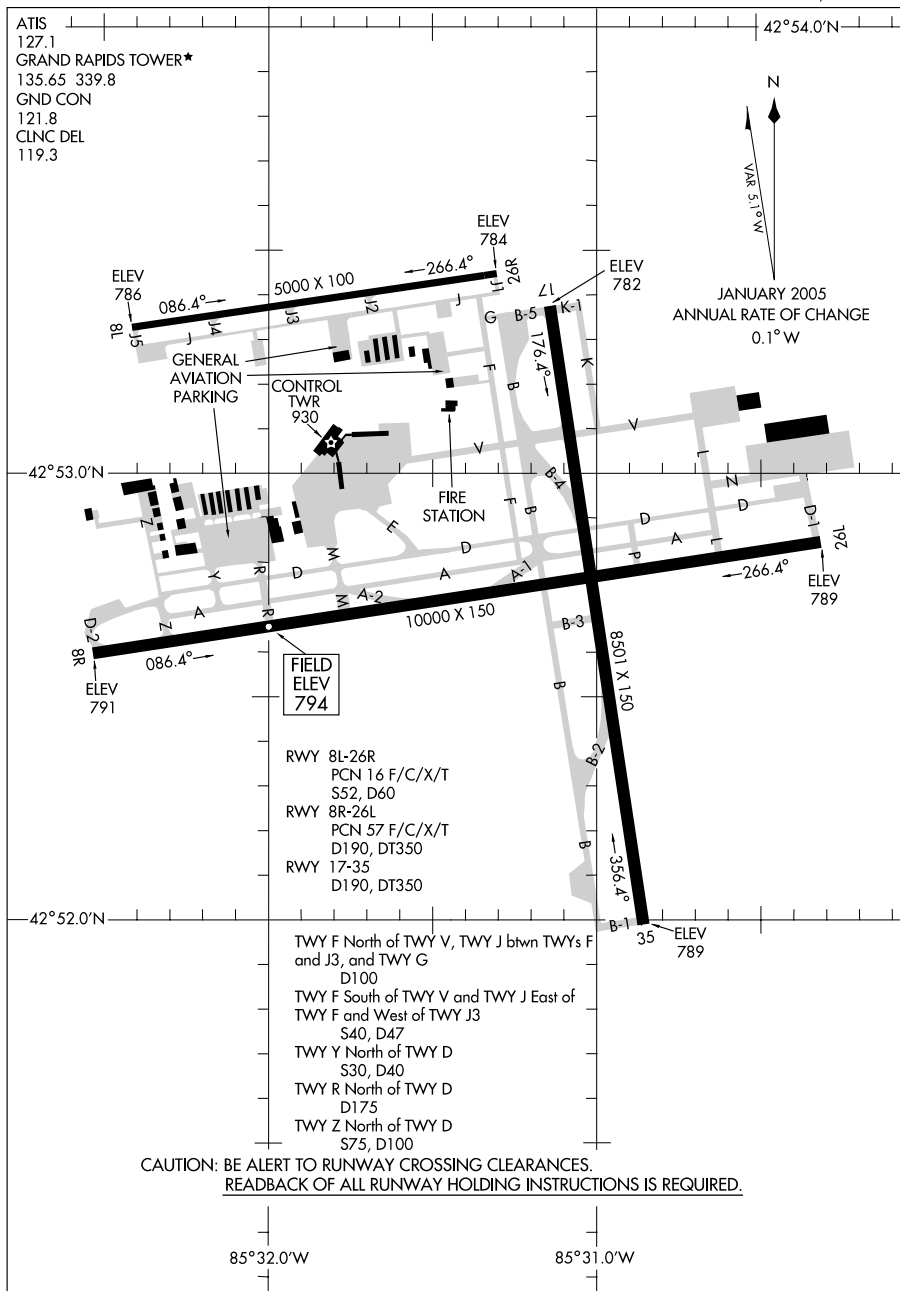 ATIS
127.1
GRAND RAPIDS TOWER★
135.65 339.8
GND CON
121.8
CLNC DEL
119.3
42°54.0'N
N
VAR 5.1°W
JANUARY 2005
ANNUAL RATE OF CHANGE
0.1°W
ELEV
786
ELEV
784
ELEV
782
8L
086.4°
5000 X 100
266.4°
26R
J5
J
J4
J3
J2
J
J1
G
B-5
17
K-1
176.4°
K
F
B
GENERAL
AVIATION
PARKING
CONTROL
TWR
930
V
V
42°53.0'N
FIRE
STATION
B-4
F
B
L
N
D
D
D-1
26L
Z
Y
R
D
M
E
D
A-1
P
A
L
266.4°
ELEV
789
D-2
A
Z
R
M
A-2
A
10000 X 150
B-3
8R
086.4°
ELEV
791
FIELD
ELEV
794
8501 X 150
B
B-2
B
356.4°
RWY 8L-26R
PCN 16 F/C/X/T
S52, D60
RWY 8R-26L
PCN 57 F/C/X/T
D190, DT350
RWY 17-35
D190, DT350
42°52.0'N
B-1
35
ELEV
789
TWY F North of TWY V, TWY J btwn TWYs F
and J3, and TWY G
D100
TWY F South of TWY V and TWY J East of
TWY F and West of TWY J3
S40, D47
TWY Y North of TWY D
S30, D40
TWY R North of TWY D
D175
TWY Z North of TWY D
S75, D100
CAUTION: BE ALERT TO RUNWAY CROSSING CLEARANCES.
READBACK OF ALL RUNWAY HOLDING INSTRUCTIONS IS REQUIRED.
85°32.0'W
85°31.0'W